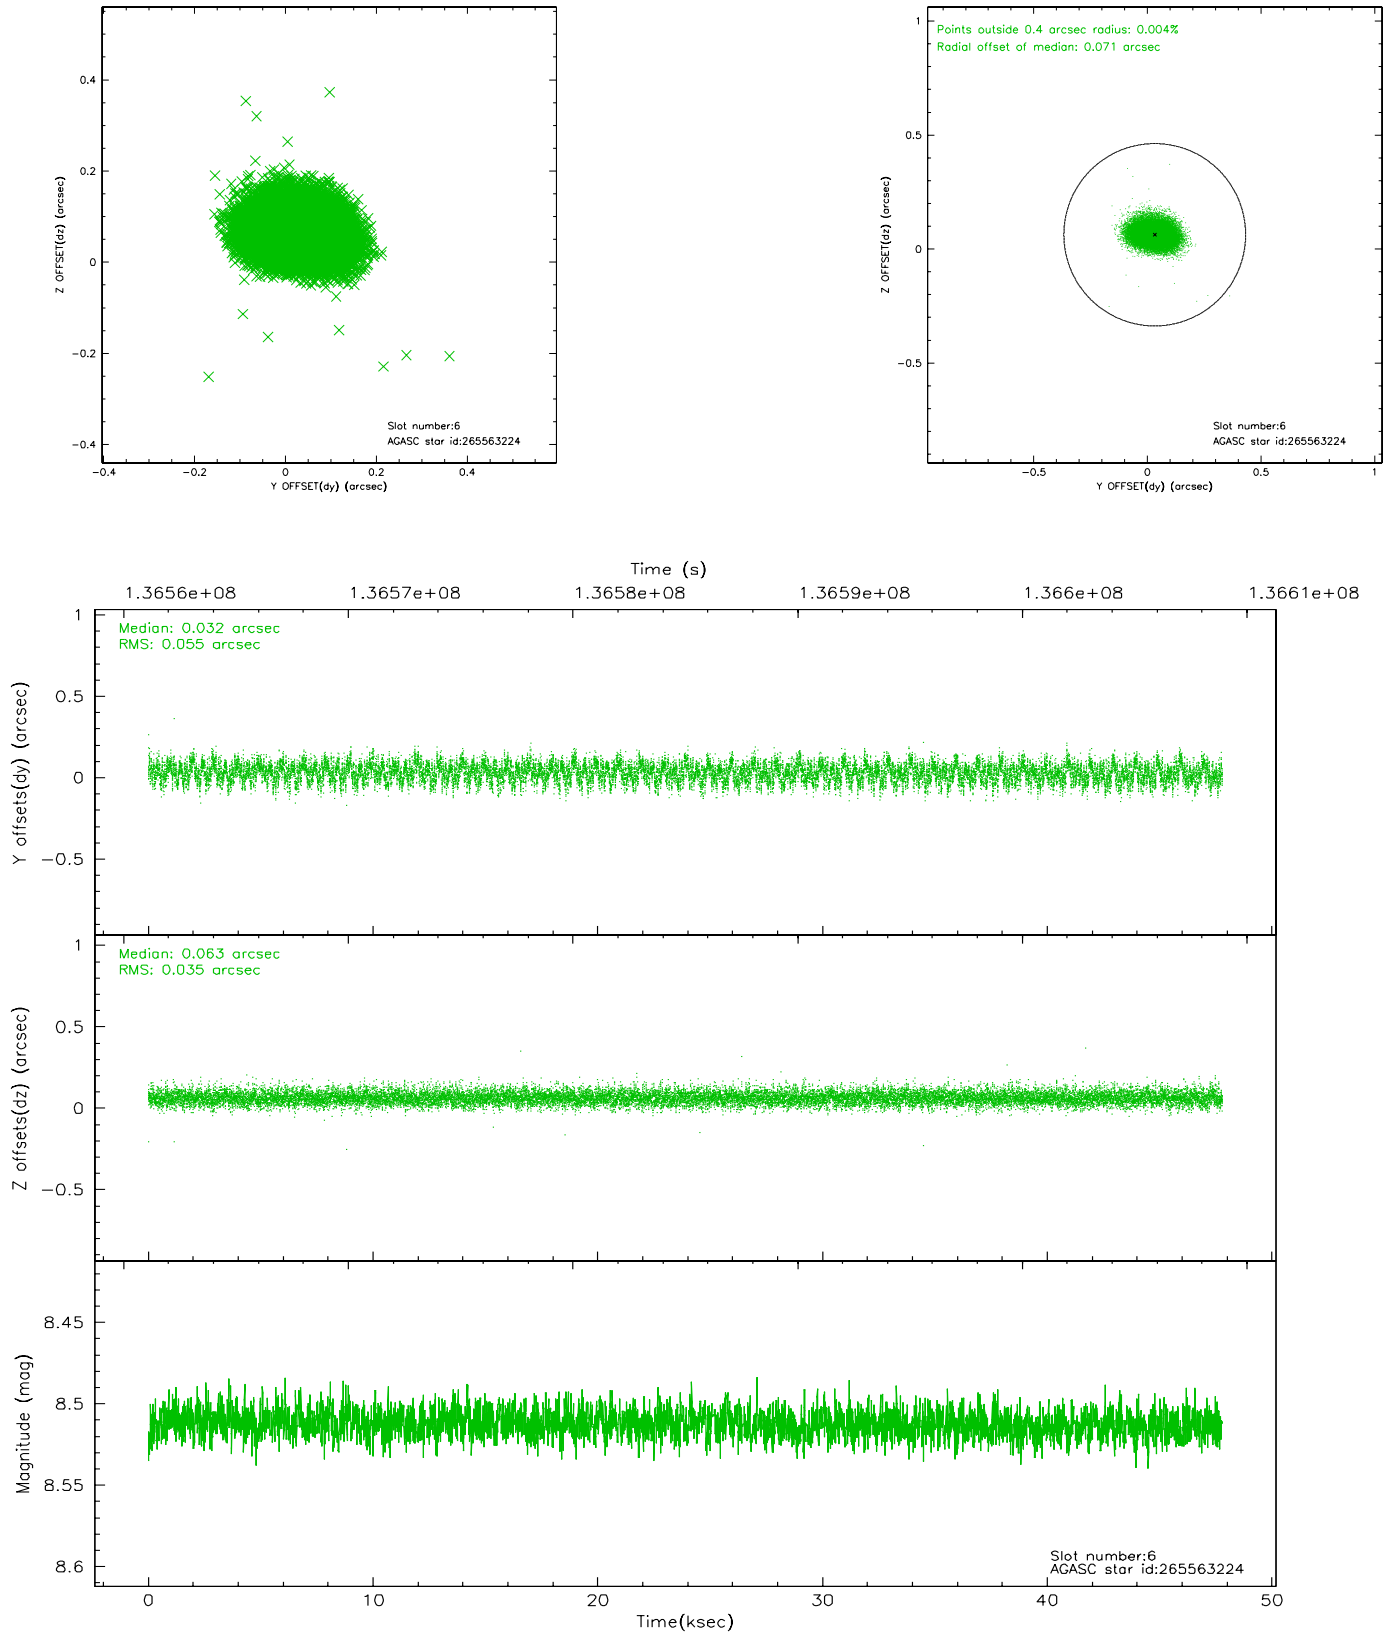 0.4
0.2
0
−0.2
−0.4
−0.4
−0.2
0
0.2
0.4
Z OFFSET(dz) (arcsec)
Y OFFSET(dy) (arcsec)
Slot number:6
AGASC star id:265563224
Points outside 0.4 arcsec radius: 0.004%
Radial offset of median: 0.071 arcsec
1
0.5
0
−0.5
−0.5
0
0.5
1
Z OFFSET(dz) (arcsec)
Y OFFSET(dy) (arcsec)
Slot number:6
AGASC star id:265563224
Time (s)
1.3656e+08 1.3657e+08 1.3658e+08 1.3659e+08 1.366e+08 1.3661e+08
Median: 0.032 arcsec
RMS: 0.055 arcsec
1
0.5
0
−0.5
Y offsets(dy) (arcsec)
Median: 0.063 arcsec
RMS: 0.035 arcsec
1
0.5
0
−0.5
Z offsets(dz) (arcsec)
8.45
8.5
8.55
8.6
Magnitude (mag)
Slot number:6
AGASC star id:265563224
0 10 20 30 40 50
Time(ksec)